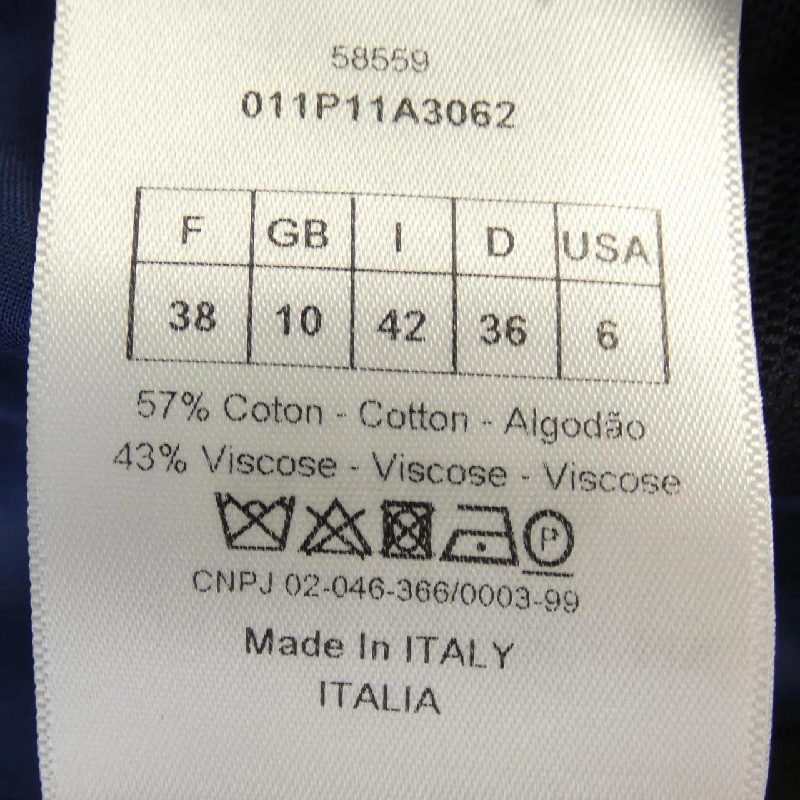 58559
011P11A3062
F GB I D USA
38 10 42 36 6
57% Coton - Cotton - Algodão
43% Viscose - Viscose - Viscose
P
CNPJ 02-046-366/0003-99
Made In ITALY
ITALIA